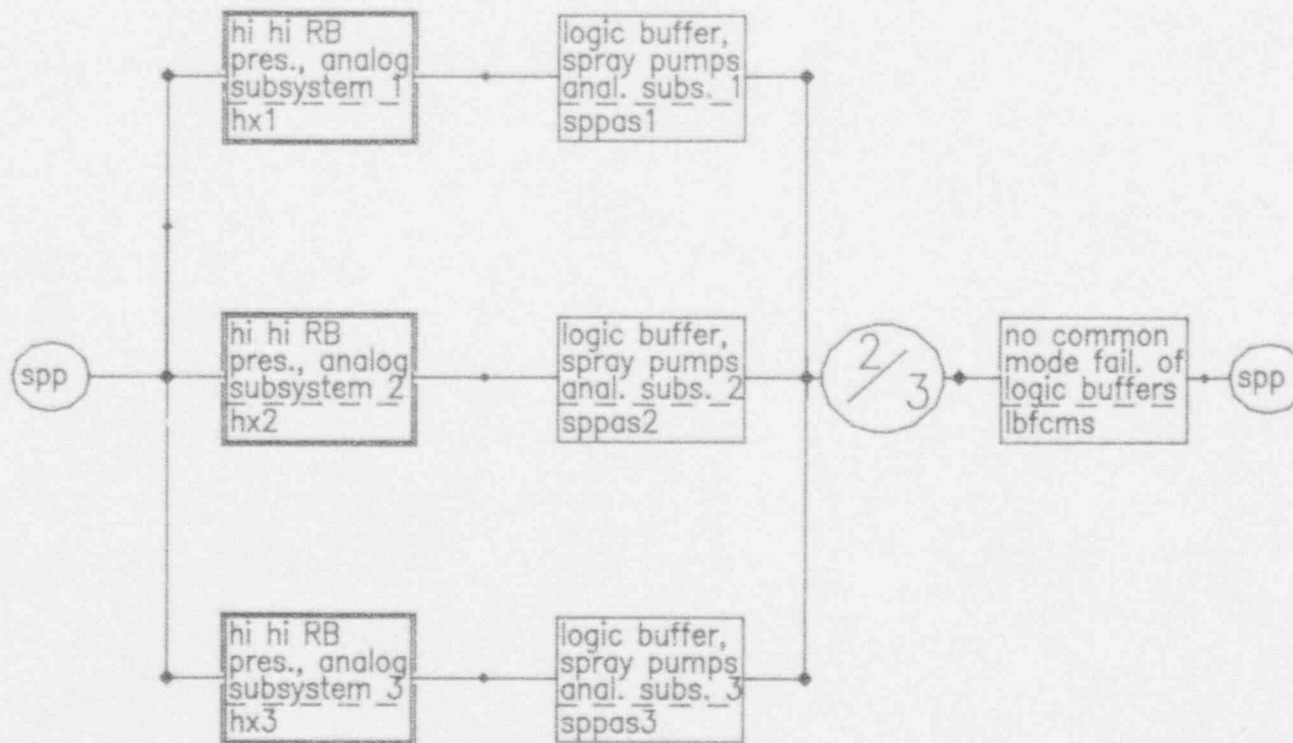 hi hi RB
pres., analog
subsystem 1
hx1
logic buffer,
spray pumps
anal. subs. 1
sppas1
spp
hi hi RB
pres., analog
subsystem 2
hx2
logic buffer,
spray pumps
anal. subs. 2
sppas2
2/3
no common
mode fail. of
logic buffers
lbfcms
spp
hi hi RB
pres., analog
subsystem 3
hx3
logic buffer,
spray pumps
anal. subs. 3
sppas3